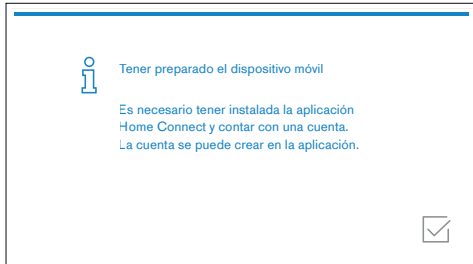 Tener preparado el dispositivo móvil
Es necesario tener instalada la aplicación
Home Connect y contar con una cuenta.
La cuenta se puede crear en la aplicación.